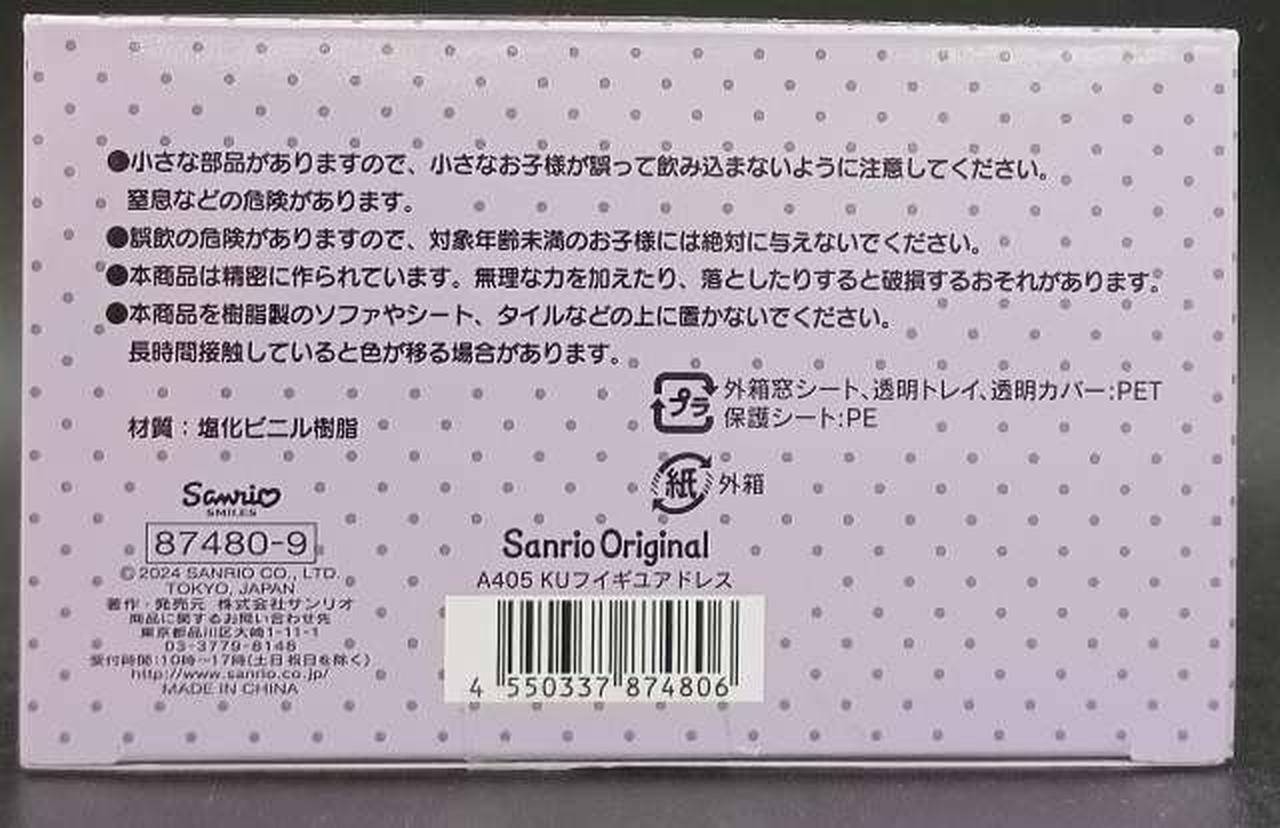 ●小さな部品がありますので、小さなお子様が誤って飲み込まないように注意してください。
窒息などの危険があります。
●誤飲の危険がありますので、対象年齢未満のお子様には絶対に与えないでください。
●本商品は精密に作られています。無理な力を加えたり、落としたりすると破損するおそれがあります。
●本商品を樹脂製のソファやシート、タイルなどの上に置かないでください。
長時間接触していると色が移る場合があります。
プラ 外箱窓シート、透明トレイ、透明カバー:PET
保護シート:PE
材質：塩化ビニル樹脂
紙 外箱
Sanrio
SMILES
87480-9
©2024 SANRIO CO., LTD.
TOKYO, JAPAN
著作・発売元 株式会社サンリオ
商品に関するお問い合わせ先
東京都品川区大崎1-11-1
03-3779-8148
受付時間:10時〜17時(土日祝日を除く)
http://www.sanrio.co.jp/
MADE IN CHINA
Sanrio Original
A405 KUフイギユアドレス
4 550337 874806